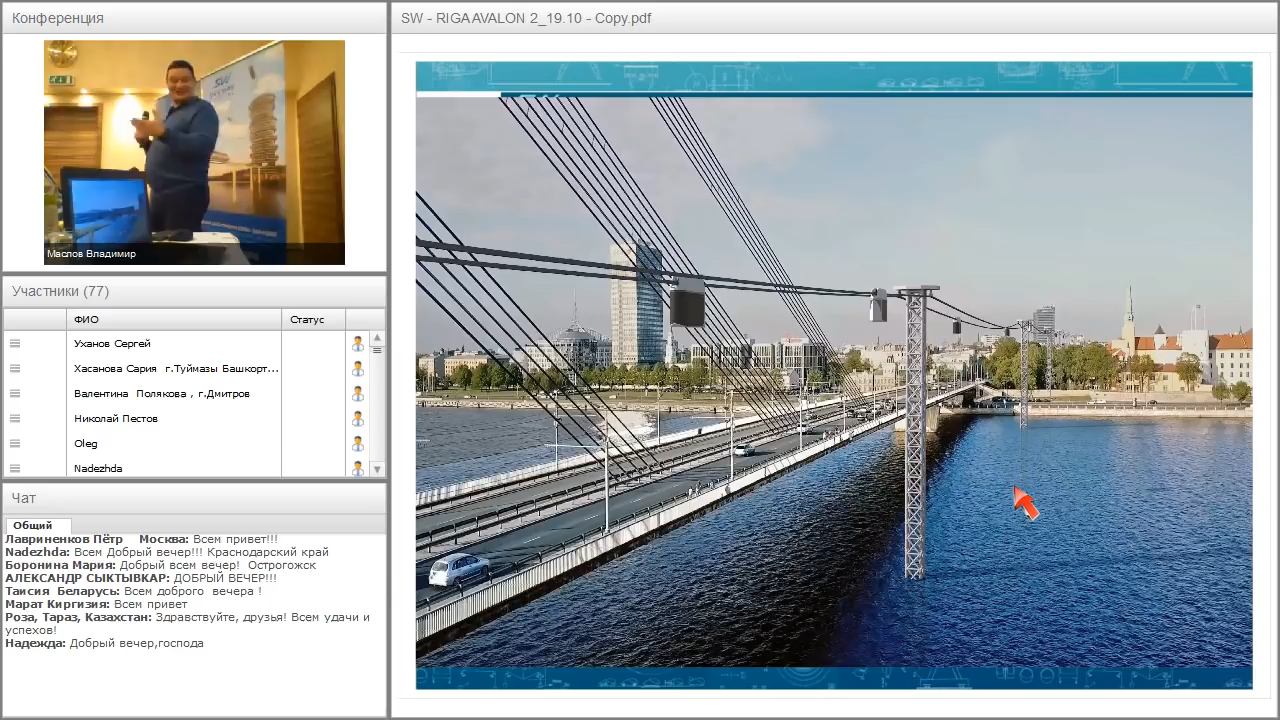 Конференция
SW - RIGAAVALON 2_19.10 - Copy.pdf
SW
Маслов Владимир
Участники (77)
ФИО
Статус
Уханов Сергей
Хасанова Сария г.Туймазы Башкорт...
Валентина Полякова , г.Дмитров
Николай Пестов
Oleg
Nadezhda
Чат
Общий
Лавриненков Пётр Москва: Всем привет!!!
Nadezhda: Всем Добрый вечер!!! Краснодарский край
Боронина Мария: Добрый всем вечер! Острогожск
АЛЕКСАНДР СЫКТЫВКАР: ДОБРЫЙ ВЕЧЕР!!!
Таисия Беларусь: Всем доброго вечера !
Марат Киргизия: Всем привет
Роза, Тараз, Казахстан: Здравствуйте, друзья! Всем удачи и
успехов!
Надежда: Добрый вечер,господа